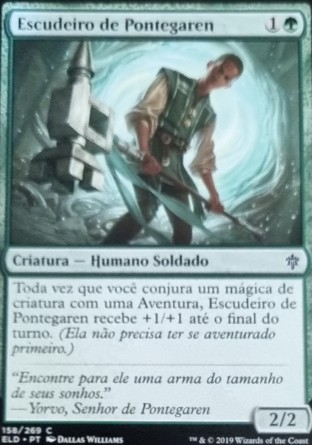 Escudeiro de Pontegaren 1
Criatura — Humano Soldado
Toda vez que você conjura um mágica de
criatura com uma Aventura, Escudeiro de
Pontegaren recebe +1/+1 até o final do
turno. (Ela não precisa ter se aventurado
primeiro.)
"Encontre para ele uma arma do tamanho
de seus sonhos."
—Yorvo, Senhor de Pontegaren
2/2
158/269 C
ELD • PT DALLAS WILLIAMS
™ & © 2019 Wizards of the Coast